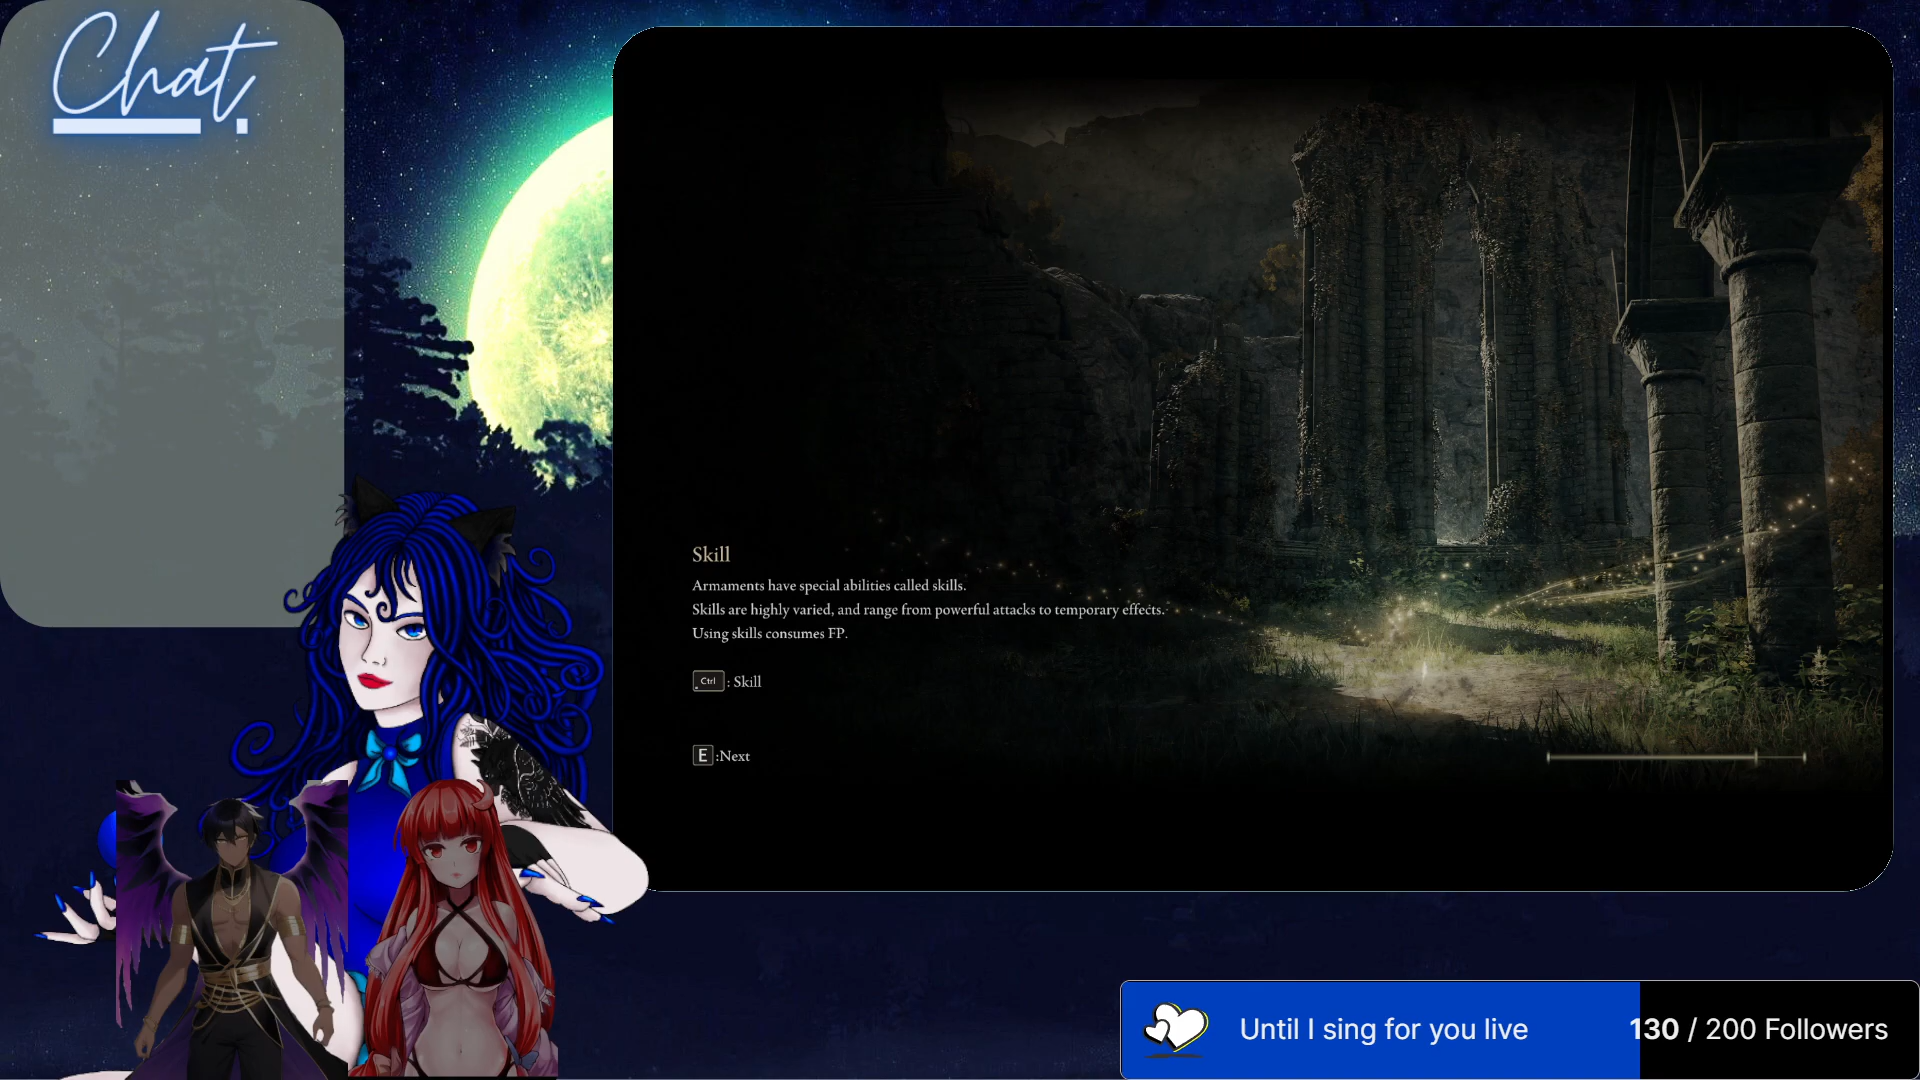 Chat
Skill
Armaments have special abilities called skills.
Skills are highly varied, and range from powerful attacks to temporary effects.
Using skills consumes FP.
Ctrl : Skill
E :Next
Until I sing for you live
130 / 200 Followers